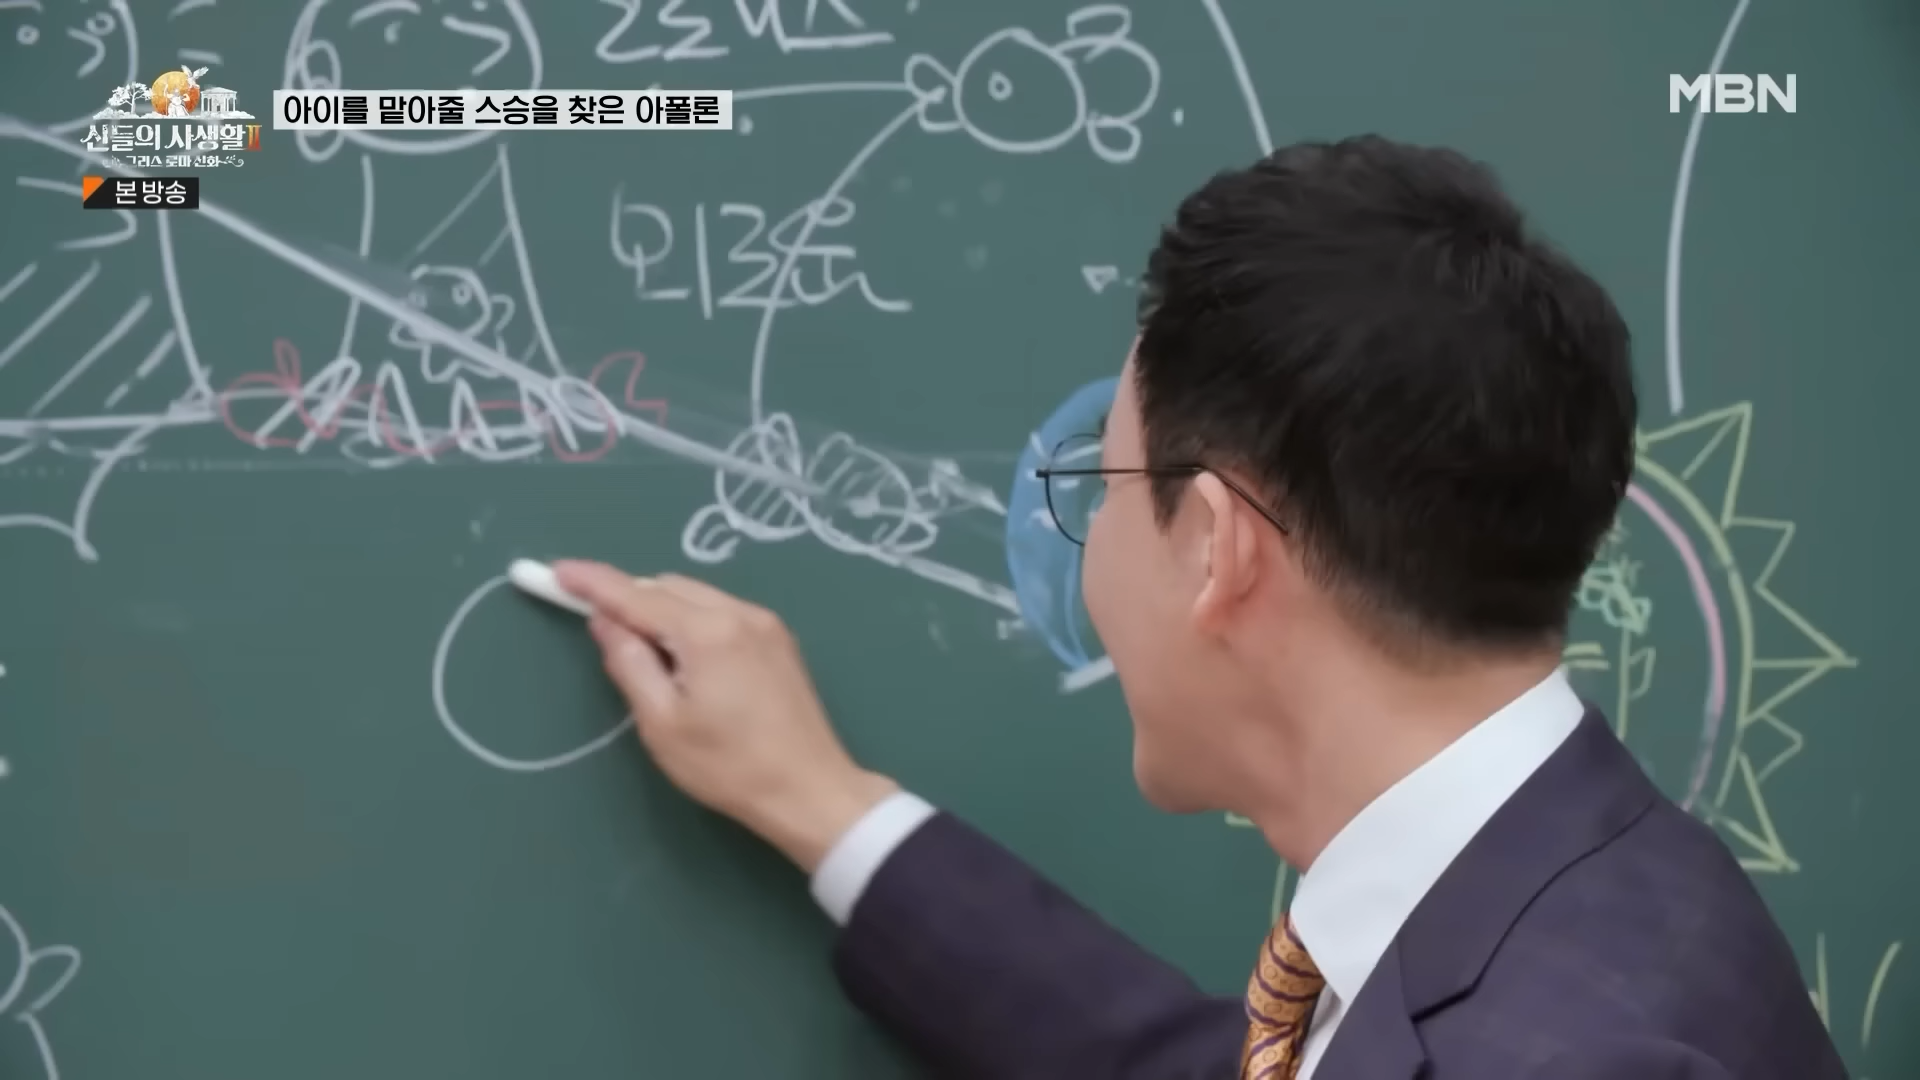 아이를 맡아줄 스승을 찾은 아폴론
MBN
신들의 사생활 II
그리스 로마 신화
본 방송